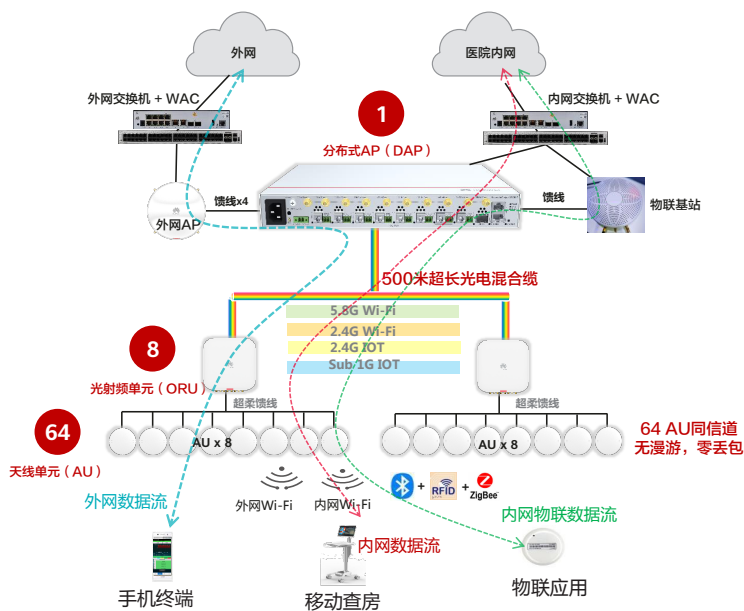 外网
医院内网
外网交换机 + WAC
内网交换机 + WAC
1
分布式AP（DAP）
馈线x4
馈线
外网AP
物联基站
500米超长光电混合缆
5.8G Wi-Fi
2.4G Wi-Fi
2.4G IOT
Sub 1G IOT
8
光射频单元（ORU）
超柔馈线
超柔馈线
64
天线单元（AU）
AU x 8
AU x 8
64 AU同信道
无漫游，零丢包
外网数据流
外网Wi-Fi
内网Wi-Fi
+ RFID + ZigBee
内网数据流
内网物联数据流
手机终端
移动查房
物联应用